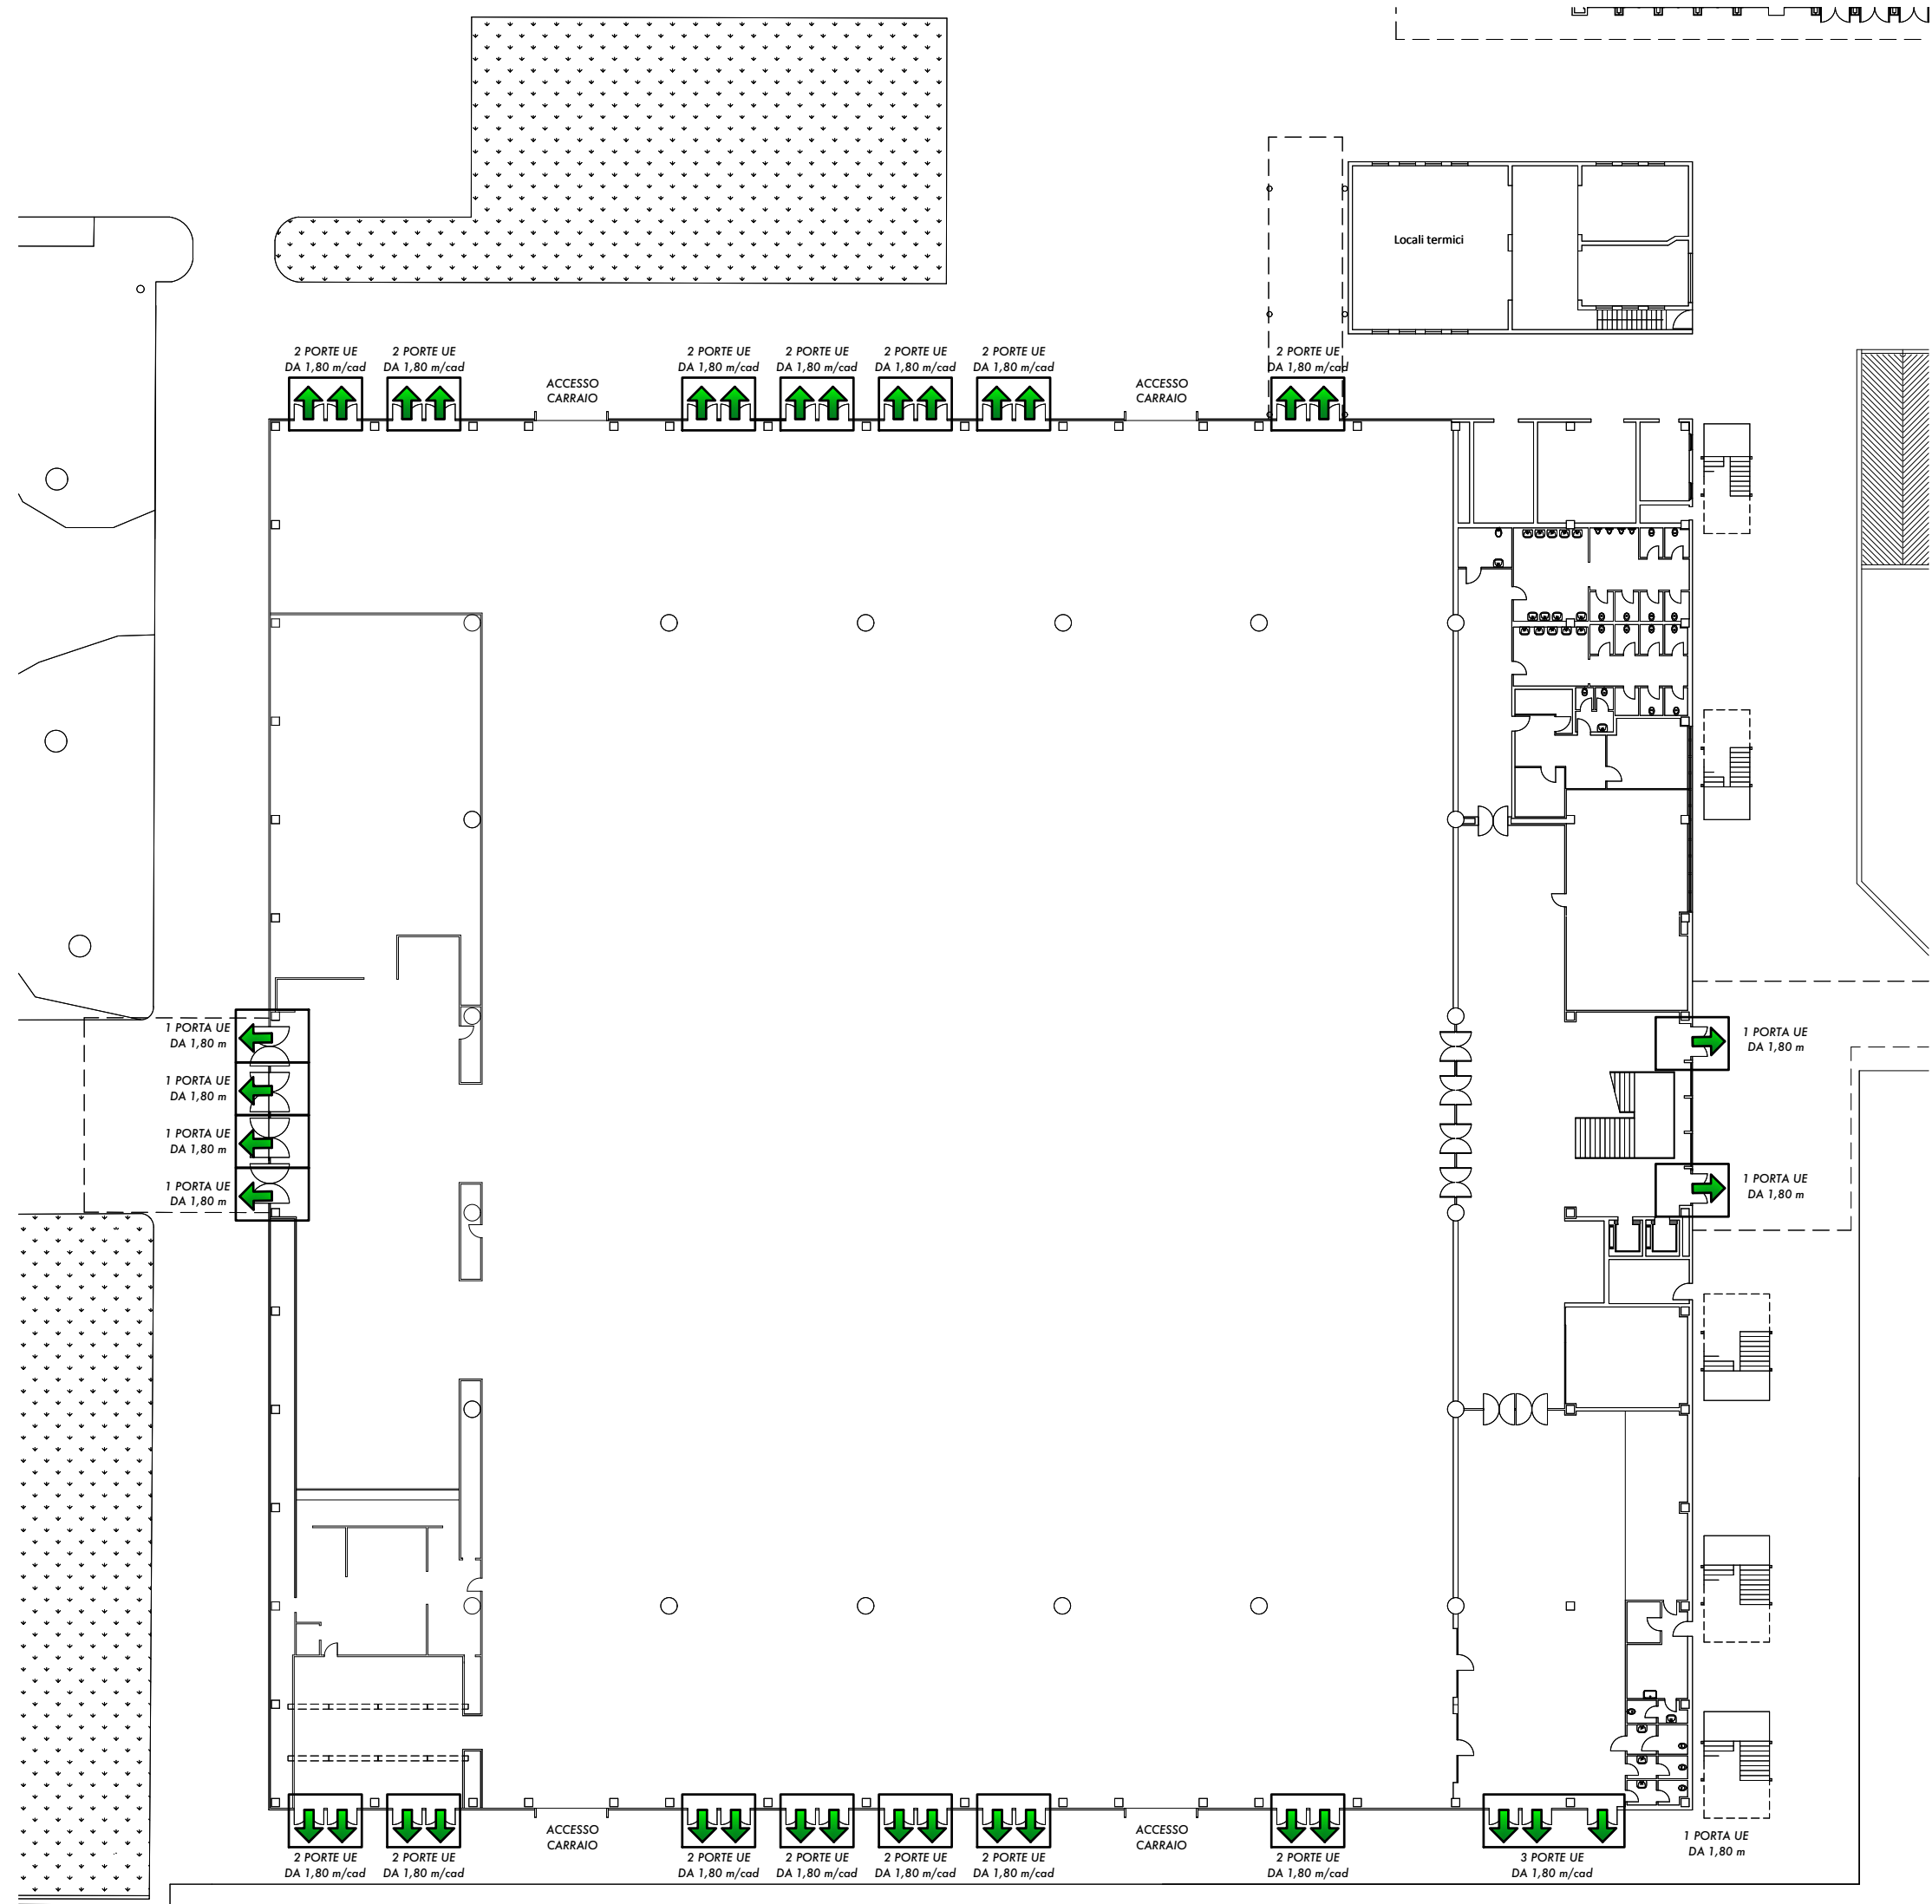 Locali termici
2 PORTE UE
DA 1,80 m/cad
2 PORTE UE
DA 1,80 m/cad
ACCESSO
CARRAIO
2 PORTE UE
DA 1,80 m/cad
2 PORTE UE
DA 1,80 m/cad
2 PORTE UE
DA 1,80 m/cad
2 PORTE UE
DA 1,80 m/cad
ACCESSO
CARRAIO
2 PORTE UE
DA 1,80 m/cad
1 PORTA UE
DA 1,80 m
1 PORTA UE
DA 1,80 m
1 PORTA UE
DA 1,80 m
1 PORTA UE
DA 1,80 m
1 PORTA UE
DA 1,80 m
1 PORTA UE
DA 1,80 m
2 PORTE UE
DA 1,80 m/cad
2 PORTE UE
DA 1,80 m/cad
ACCESSO
CARRAIO
2 PORTE UE
DA 1,80 m/cad
2 PORTE UE
DA 1,80 m/cad
2 PORTE UE
DA 1,80 m/cad
2 PORTE UE
DA 1,80 m/cad
ACCESSO
CARRAIO
2 PORTE UE
DA 1,80 m/cad
3 PORTE UE
DA 1,80 m/cad
1 PORTA UE
DA 1,80 m